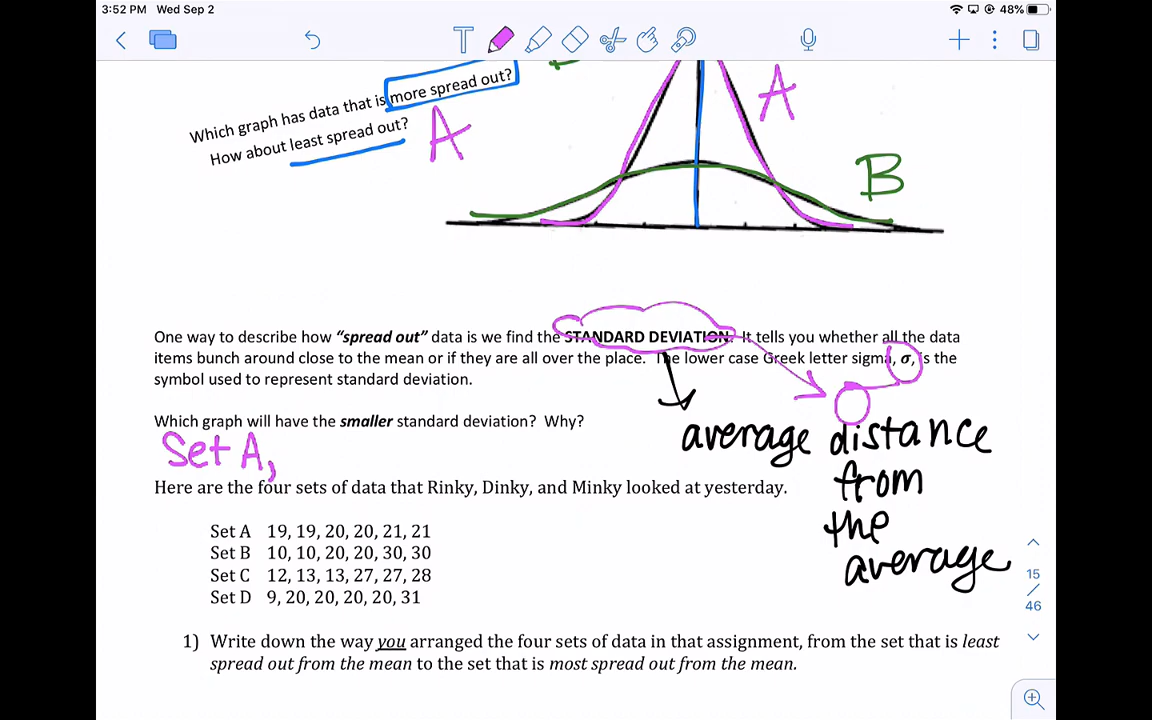 3:52 PM Wed Sep 2
48%
T
Which graph has data that is more spread out?
How about least spread out?
A
A
B
One way to describe how “spread out” data is we find the STANDARD DEVIATION. It tells you whether all the data
items bunch around close to the mean or if they are all over the place. The lower case Greek letter sigma, σ, is the
symbol used to represent standard deviation.
Which graph will have the smaller standard deviation? Why?
Set A,
average distance
from
the
average
Here are the four sets of data that Rinky, Dinky, and Minky looked at yesterday.
Set A 19, 19, 20, 20, 21, 21
Set B 10, 10, 20, 20, 30, 30
Set C 12, 13, 13, 27, 27, 28
Set D 9, 20, 20, 20, 20, 31
15
/
46
1) Write down the way you arranged the four sets of data in that assignment, from the set that is least
spread out from the mean to the set that is most spread out from the mean.